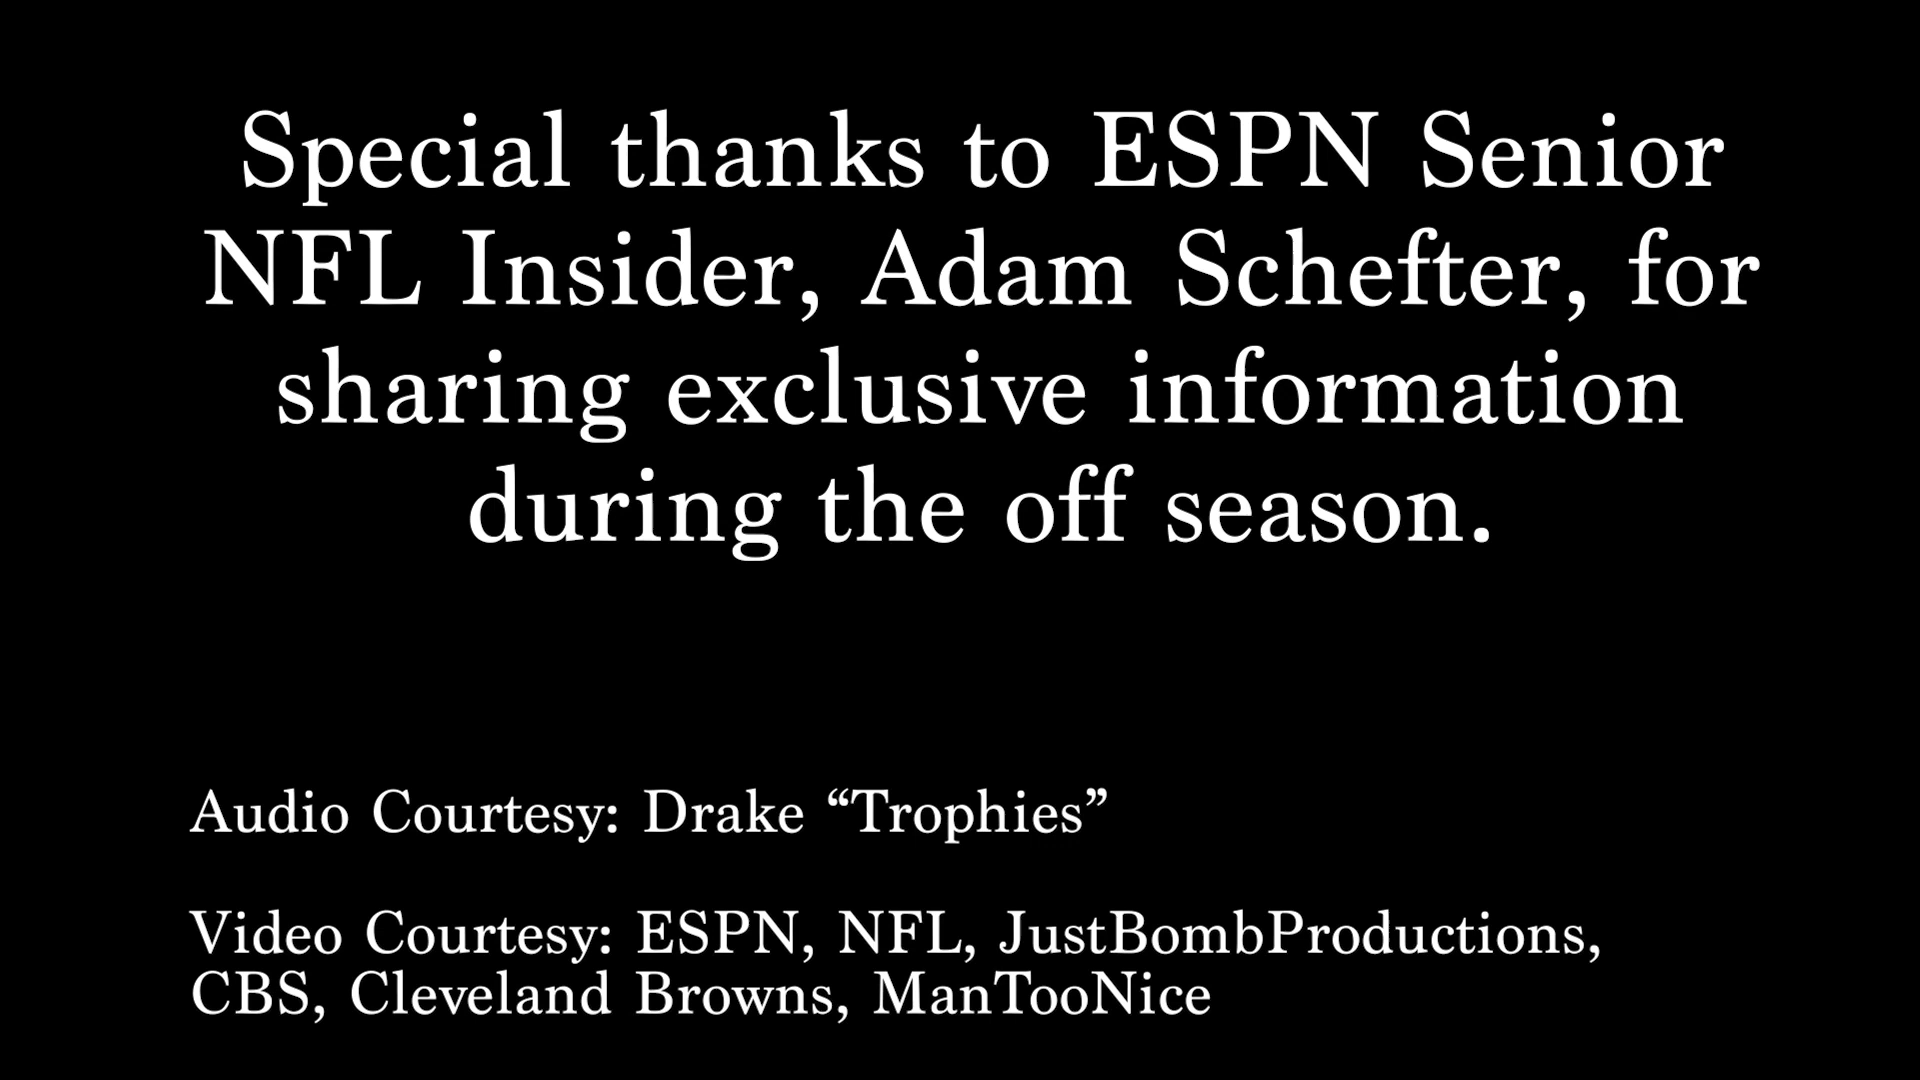 Special thanks to ESPN Senior
NFL Insider, Adam Schefter, for
sharing exclusive information
during the off season.
Audio Courtesy: Drake “Trophies”
Video Courtesy: ESPN, NFL, JustBombProductions,
CBS, Cleveland Browns, ManTooNice